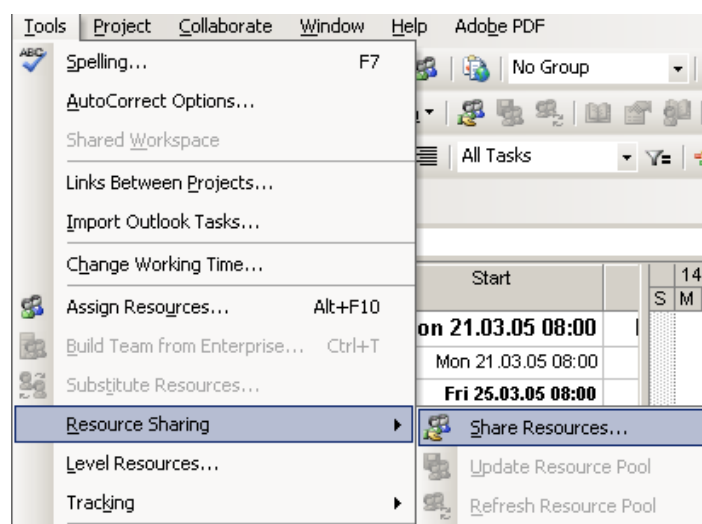 Tools Project Collaborate Window Help Adobe PDF
ABC
Spelling... F7
No Group
AutoCorrect Options...
Shared Workspace
All Tasks
Links Between Projects...
Import Outlook Tasks...
Change Working Time...
Start 14
S M
Assign Resources... Alt+F10
on 21.03.05 08:00
Build Team from Enterprise... Ctrl+T
Mon 21.03.05 08:00
Substitute Resources...
Fri 25.03.05 08:00
Resource Sharing
Share Resources...
Level Resources...
Update Resource Pool
Tracking
Refresh Resource Pool